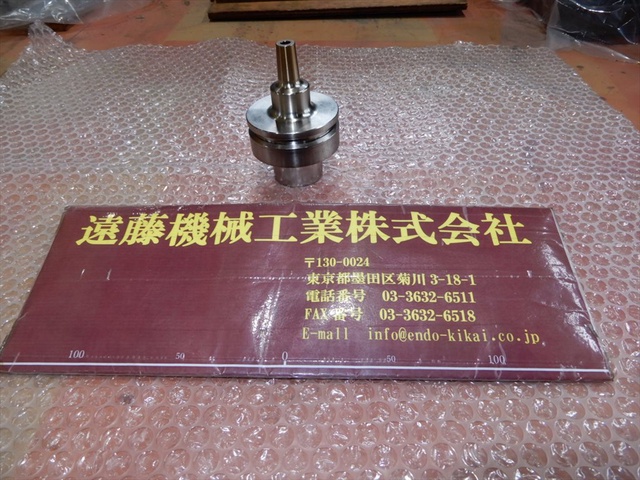 遠藤機械工業株式会社
〒130-0024
東京都墨田区菊川 3-18-1
電話番号 03-3632-6511
FAX番号 03-3632-6518
E-mail info@endo-kikai.co.jp
100 50 0 50 100